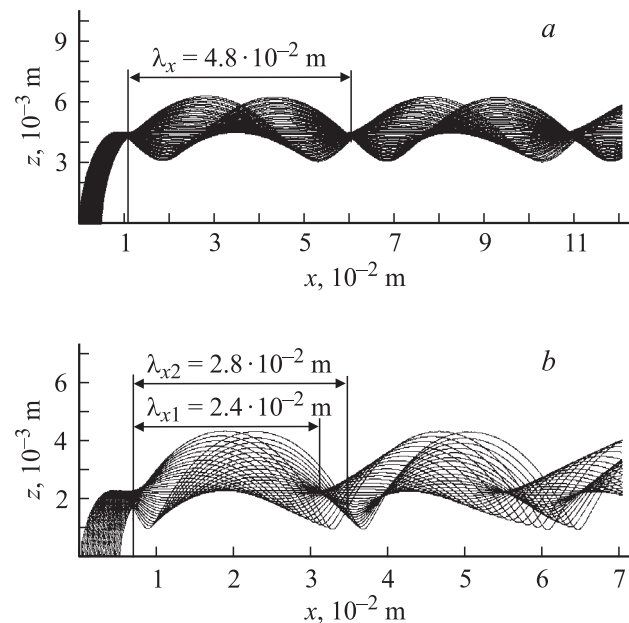 a
λx = 4.8 · 10⁻² m
z, 10⁻³ m
9
6
3
1 3 5 7 9 11
x, 10⁻² m
b
λx2 = 2.8 · 10⁻² m
λx1 = 2.4 · 10⁻² m
z, 10⁻³ m
6
4
2
1 2 3 4 5 6 7
x, 10⁻² m